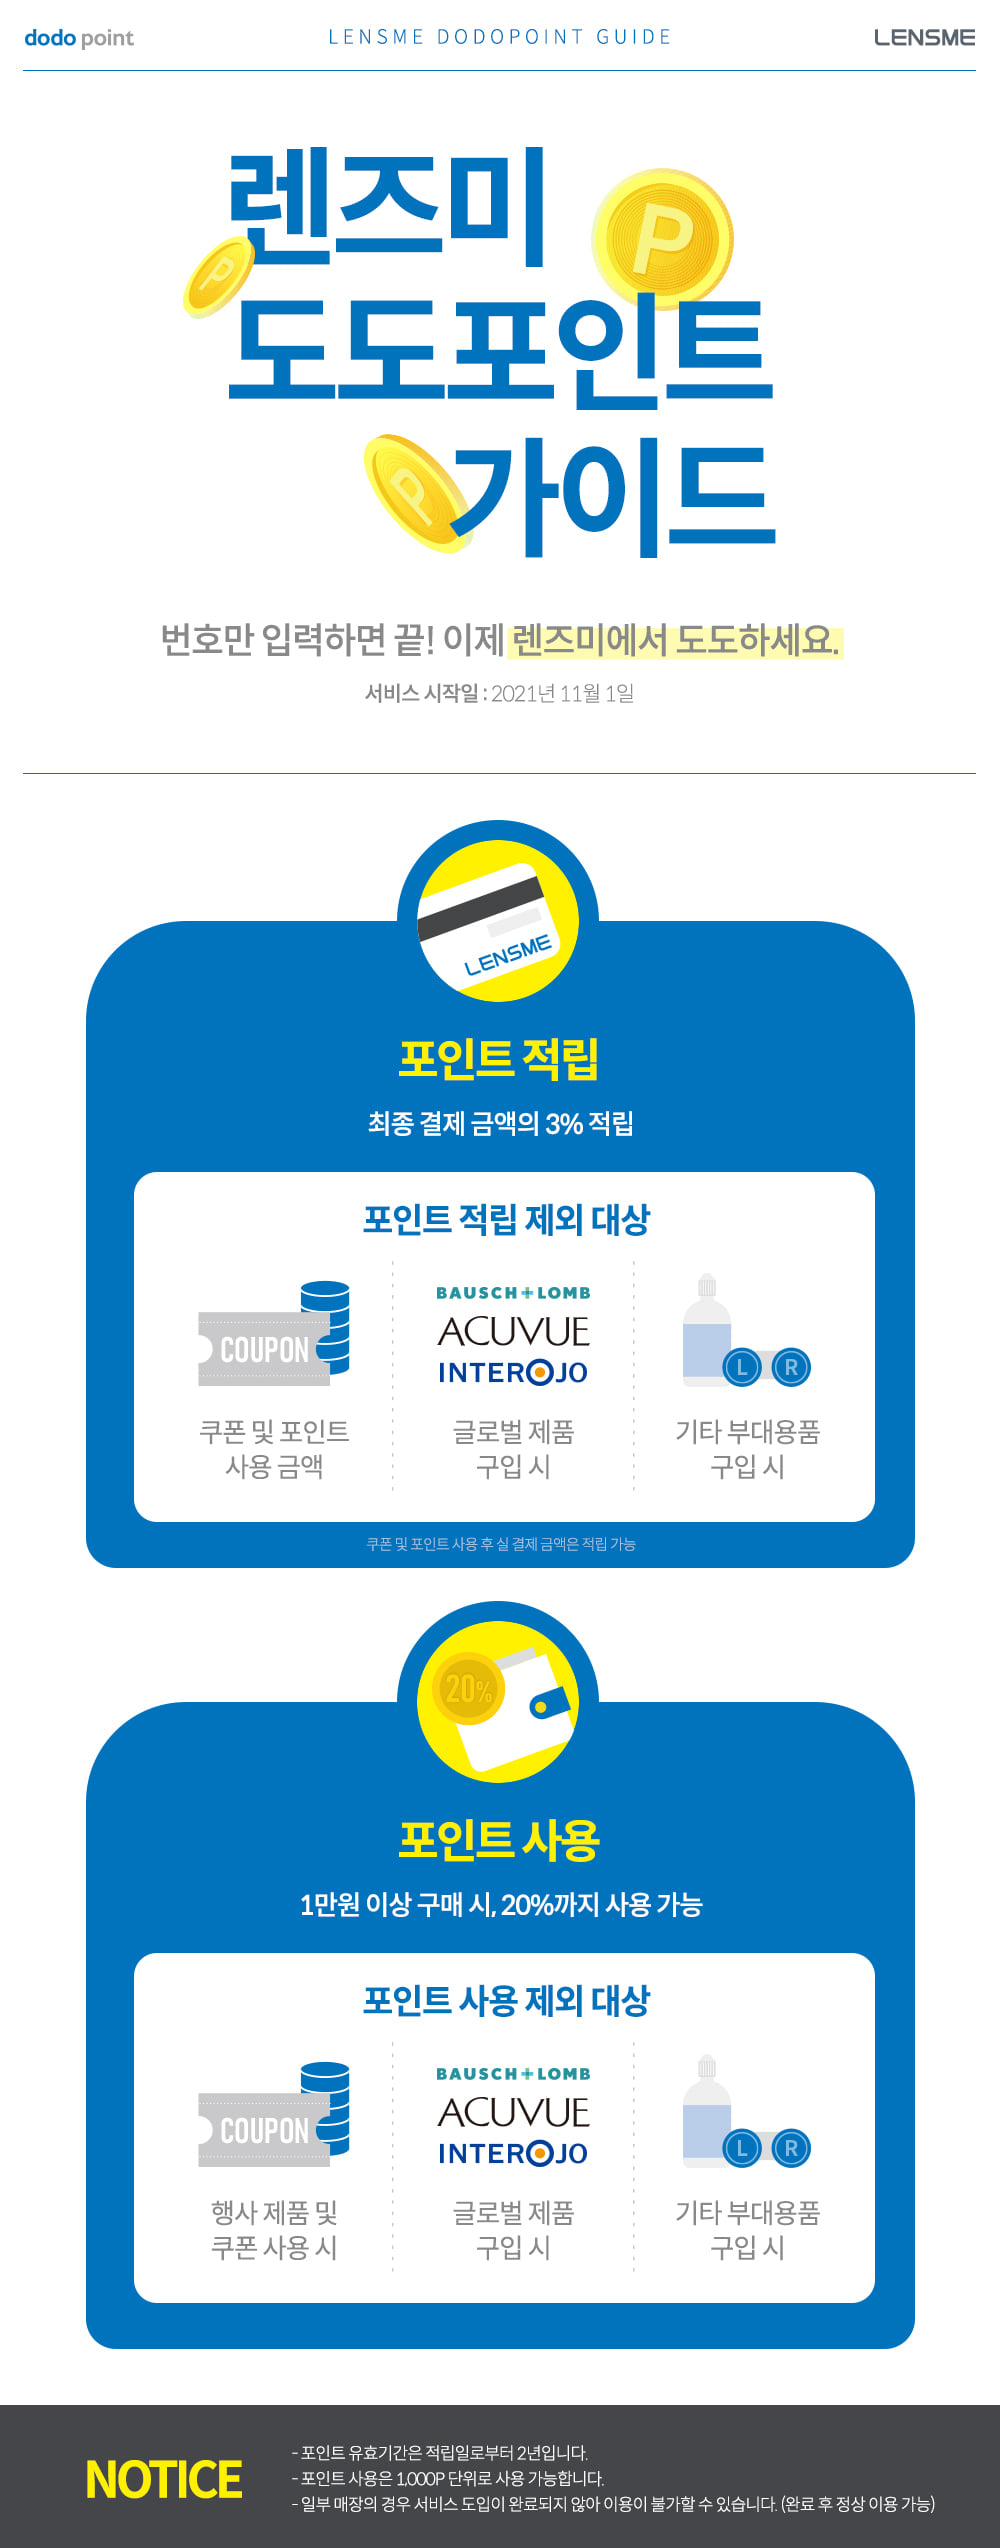 dodo point
LENSME DODOPOINT GUIDE
LENSME
렌즈미
도도포인트
가이드
P
P
P
번호만 입력하면 끝! 이제 렌즈미에서 도도하세요.
서비스 시작일 : 2021년 11월 1일
LENSME
포인트 적립
최종 결제 금액의 3% 적립
포인트 적립 제외 대상
COUPON
쿠폰 및 포인트
사용 금액
BAUSCH+LOMB
ACUVUE
INTEROJO
글로벌 제품
구입 시
L R
기타 부대용품
구입 시
쿠폰 및 포인트 사용 후 실 결제 금액은 적립 가능
20%
포인트 사용
1만원 이상 구매 시, 20%까지 사용 가능
포인트 사용 제외 대상
COUPON
행사 제품 및
쿠폰 사용 시
BAUSCH+LOMB
ACUVUE
INTEROJO
글로벌 제품
구입 시
L R
기타 부대용품
구입 시
NOTICE
- 포인트 유효기간은 적립일로부터 2년입니다.
- 포인트 사용은 1,000P 단위로 사용 가능합니다.
- 일부 매장의 경우 서비스 도입이 완료되지 않아 이용이 불가할 수 있습니다. (완료 후 정상 이용 가능)